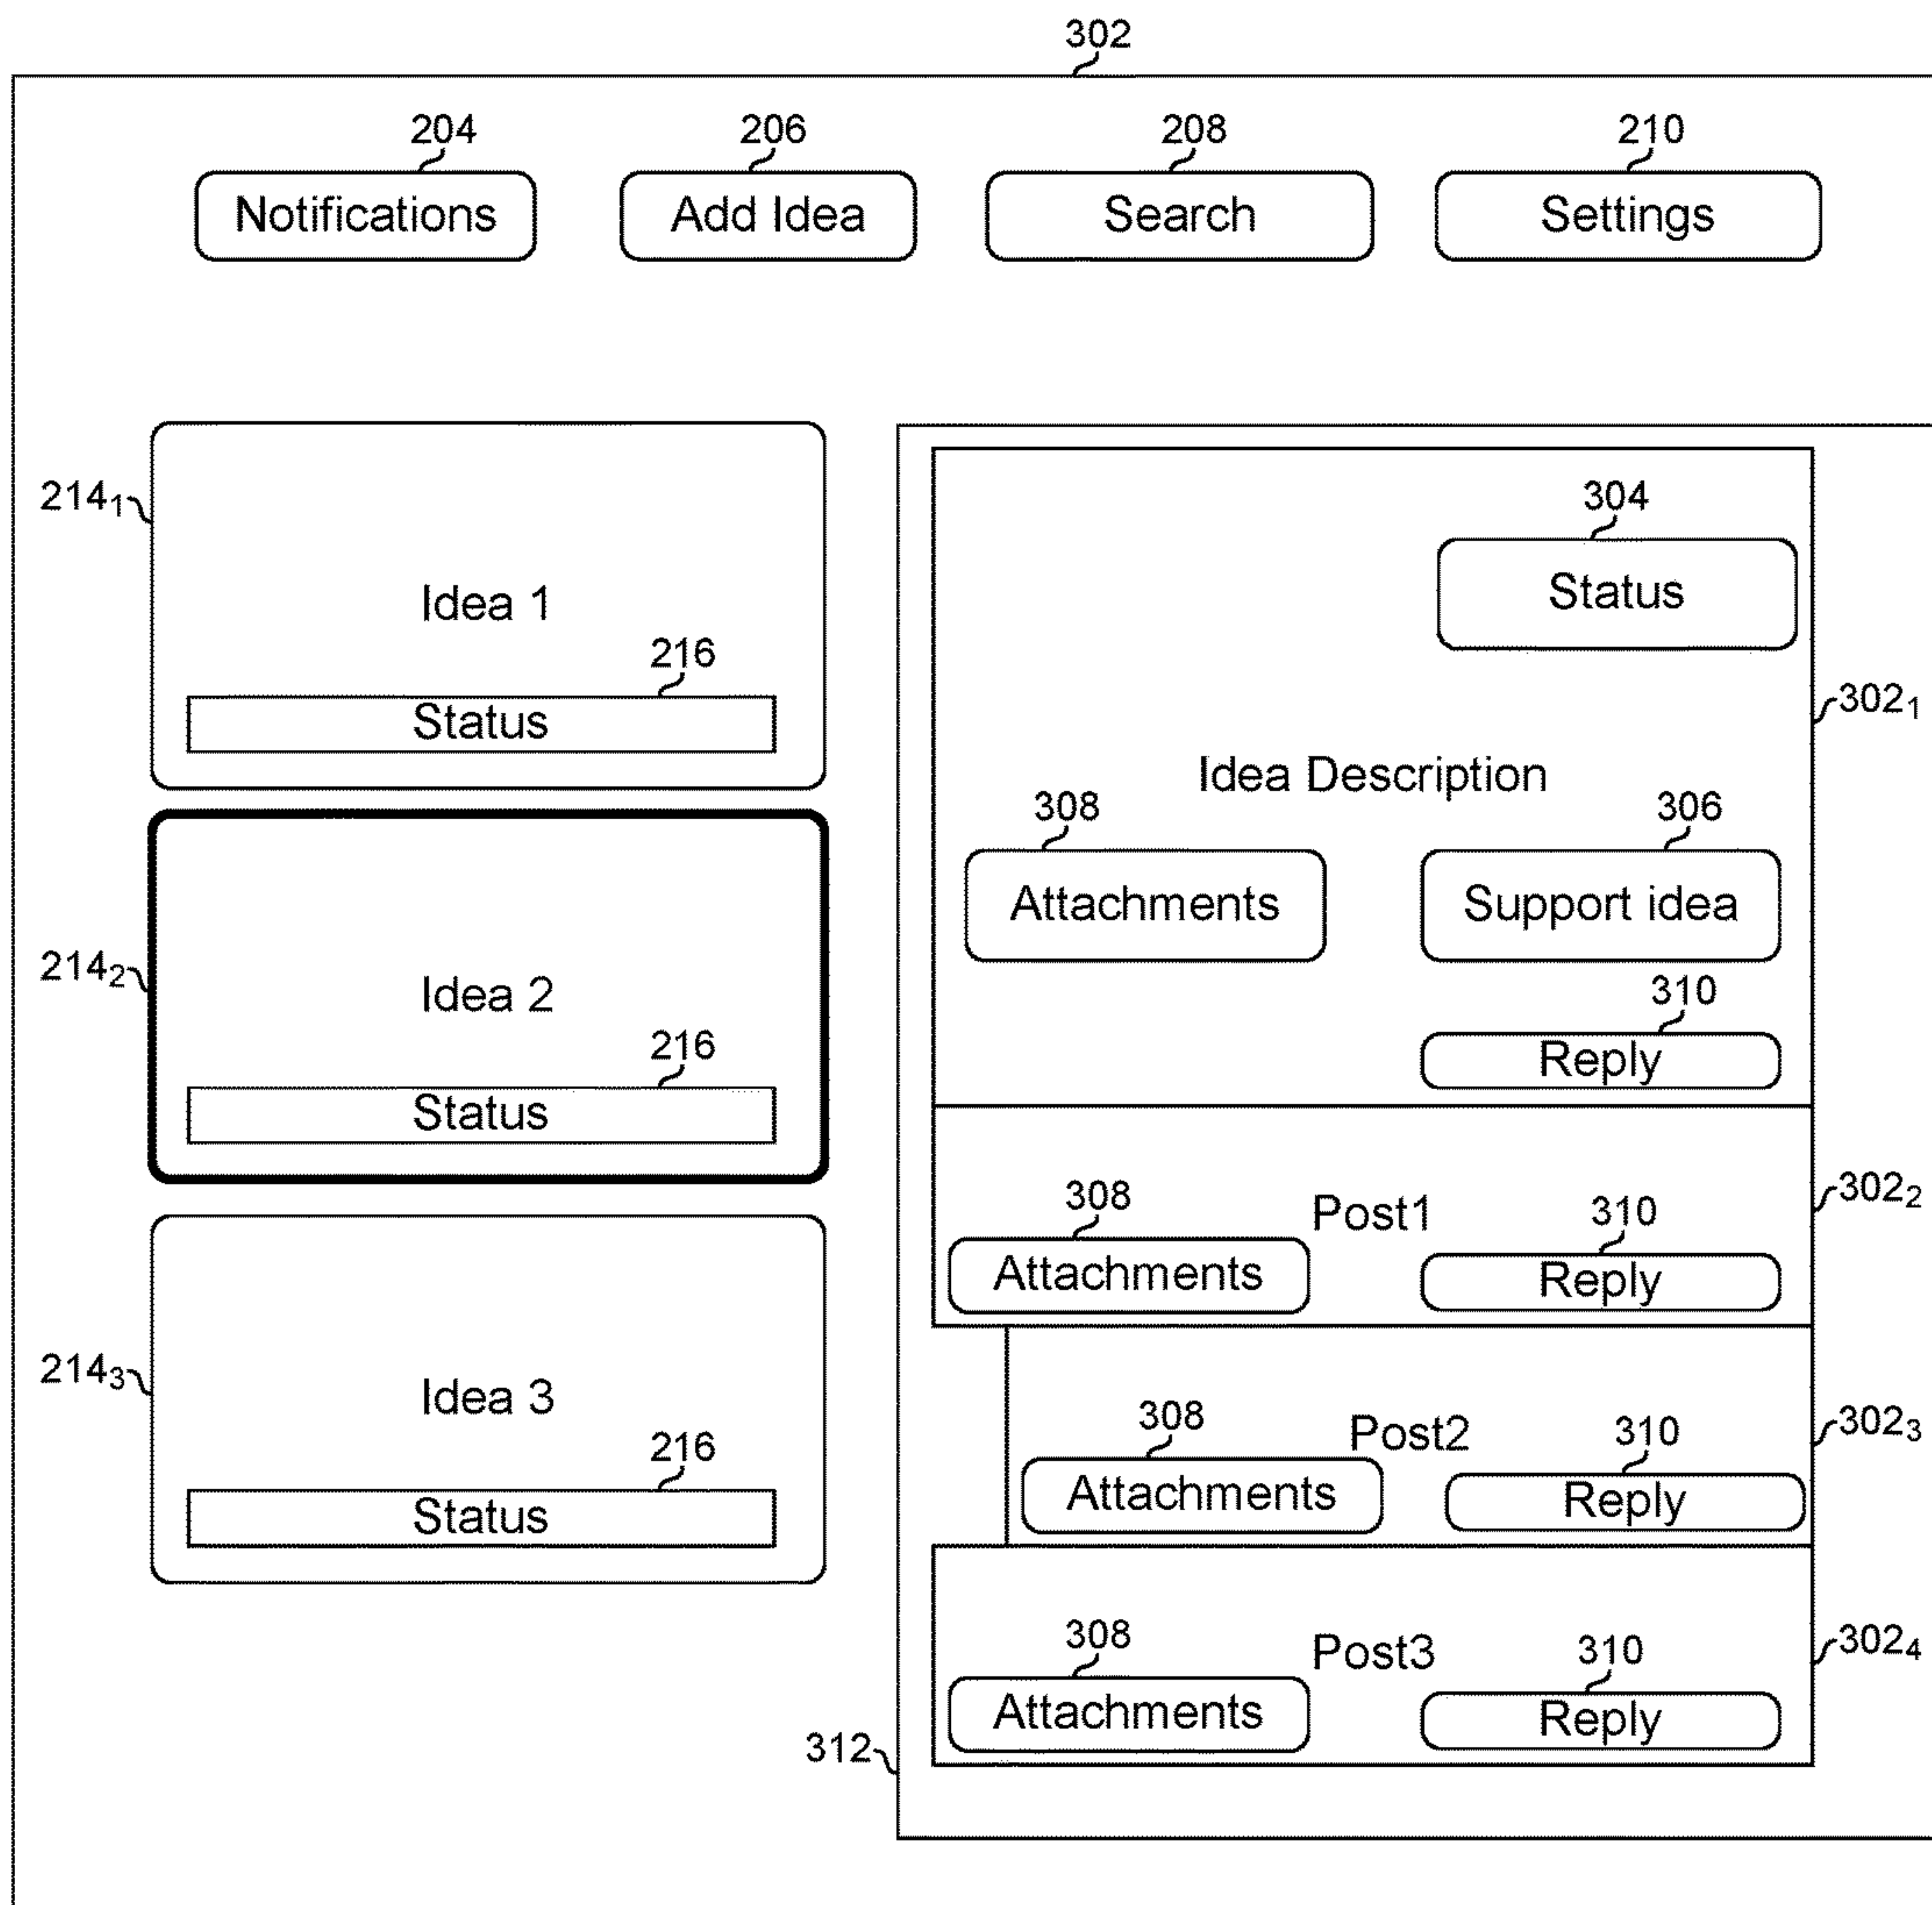 302
204 206 208 210
Notifications Add Idea Search Settings
214₁
Idea 1
216
Status
214₂
Idea 2
216
Status
214₃
Idea 3
216
Status
304
Status
302₁
Idea Description
308 306
Attachments Support idea
310
Reply
302₂
308 Post1 310
Attachments Reply
302₃
308 Post2 310
Attachments Reply
302₄
308 Post3 310
Attachments Reply
312